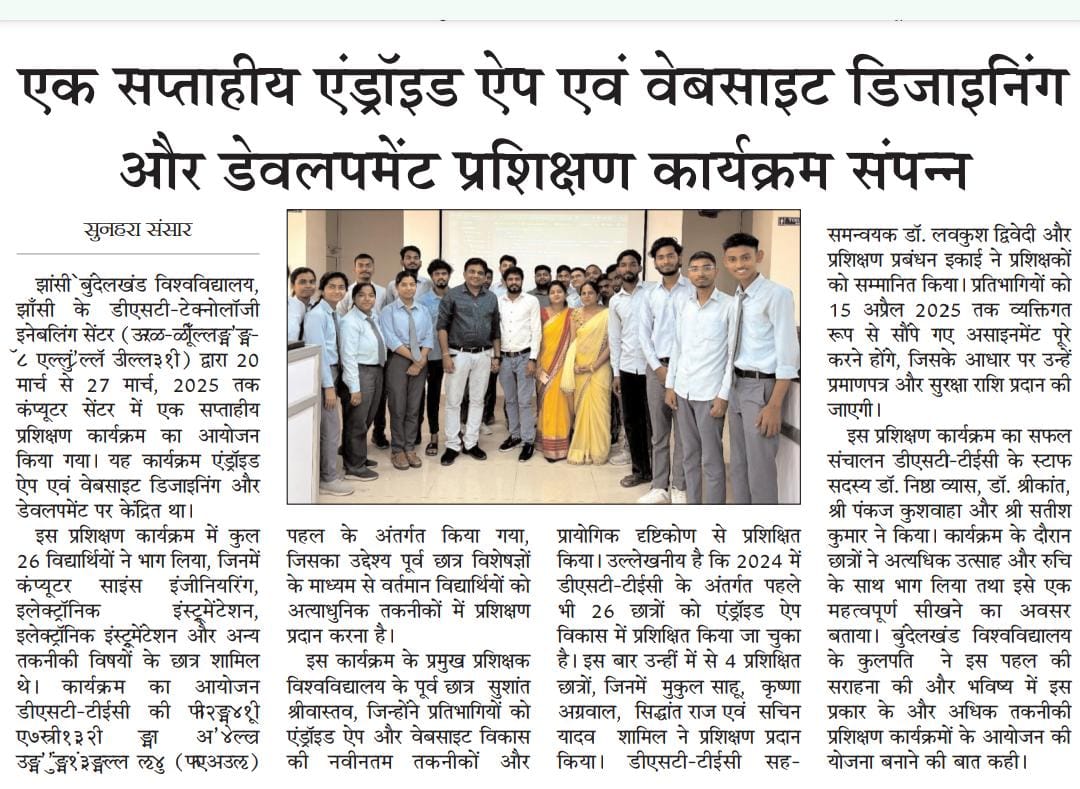 एक सप्ताहीय एंड्रॉइड ऐप एवं वेबसाइट डिजाइनिंग
और डेवलपमेंट प्रशिक्षण कार्यक्रम संपन्न
सुनहरा संसार
झांसी बुंदेलखंड विश्वविद्यालय,
झाँसी के डीएसटी-टेक्नोलॉजी
इनेबलिंग सेंटर
द्वारा 20
मार्च से 27 मार्च, 2025 तक
कंप्यूटर सेंटर में एक सप्ताहीय
प्रशिक्षण कार्यक्रम का आयोजन
किया गया। यह कार्यक्रम एंड्रॉइड
ऐप एवं वेबसाइट डिजाइनिंग और
डेवलपमेंट पर केंद्रित था।
इस प्रशिक्षण कार्यक्रम में कुल
26 विद्यार्थियों ने भाग लिया, जिनमें
कंप्यूटर साइंस इंजीनियरिंग,
इलेक्ट्रॉनिक इंस्ट्रूमेंटेशन,
इलेक्ट्रॉनिक इंस्ट्रूमेंटेशन और अन्य
तकनीकी विषयों के छात्र शामिल
थे। कार्यक्रम का आयोजन
डीएसटी-टीईसी की
पहल के अंतर्गत किया गया,
जिसका उद्देश्य पूर्व छात्र विशेषज्ञों
के माध्यम से वर्तमान विद्यार्थियों को
अत्याधुनिक तकनीकों में प्रशिक्षण
प्रदान करना है।
इस कार्यक्रम के प्रमुख प्रशिक्षक
विश्वविद्यालय के पूर्व छात्र सुशांत
श्रीवास्तव, जिन्होंने प्रतिभागियों को
एंड्रॉइड ऐप और वेबसाइट विकास
की नवीनतम तकनीकों और
प्रायोगिक दृष्टिकोण से प्रशिक्षित
किया। उल्लेखनीय है कि 2024 में
डीएसटी-टीईसी के अंतर्गत पहले
भी 26 छात्रों को एंड्रॉइड ऐप
विकास में प्रशिक्षित किया जा चुका
है। इस बार उन्हीं में से 4 प्रशिक्षित
छात्रों, जिनमें मुकुल साहू, कृष्णा
अग्रवाल, सिद्धांत राज एवं सचिन
यादव शामिल ने प्रशिक्षण प्रदान
किया। डीएसटी-टीईसी सह-
समन्वयक डॉ. लवकुश द्विवेदी और
प्रशिक्षण प्रबंधन इकाई ने प्रशिक्षकों
को सम्मानित किया। प्रतिभागियों को
15 अप्रैल 2025 तक व्यक्तिगत
रूप से सौंपे गए असाइनमेंट पूरे
करने होंगे, जिसके आधार पर उन्हें
प्रमाणपत्र और सुरक्षा राशि प्रदान की
जाएगी।
इस प्रशिक्षण कार्यक्रम का सफल
संचालन डीएसटी-टीईसी के स्टाफ
सदस्य डॉ. निष्ठा व्यास, डॉ. श्रीकांत,
श्री पंकज कुशवाहा और श्री सतीश
कुमार ने किया। कार्यक्रम के दौरान
छात्रों ने अत्यधिक उत्साह और रुचि
के साथ भाग लिया तथा इसे एक
महत्वपूर्ण सीखने का अवसर
बताया। बुंदेलखंड विश्वविद्यालय
के कुलपति ने इस पहल की
सराहना की और भविष्य में इस
प्रकार के और अधिक तकनीकी
प्रशिक्षण कार्यक्रमों के आयोजन की
योजना बनाने की बात कही।